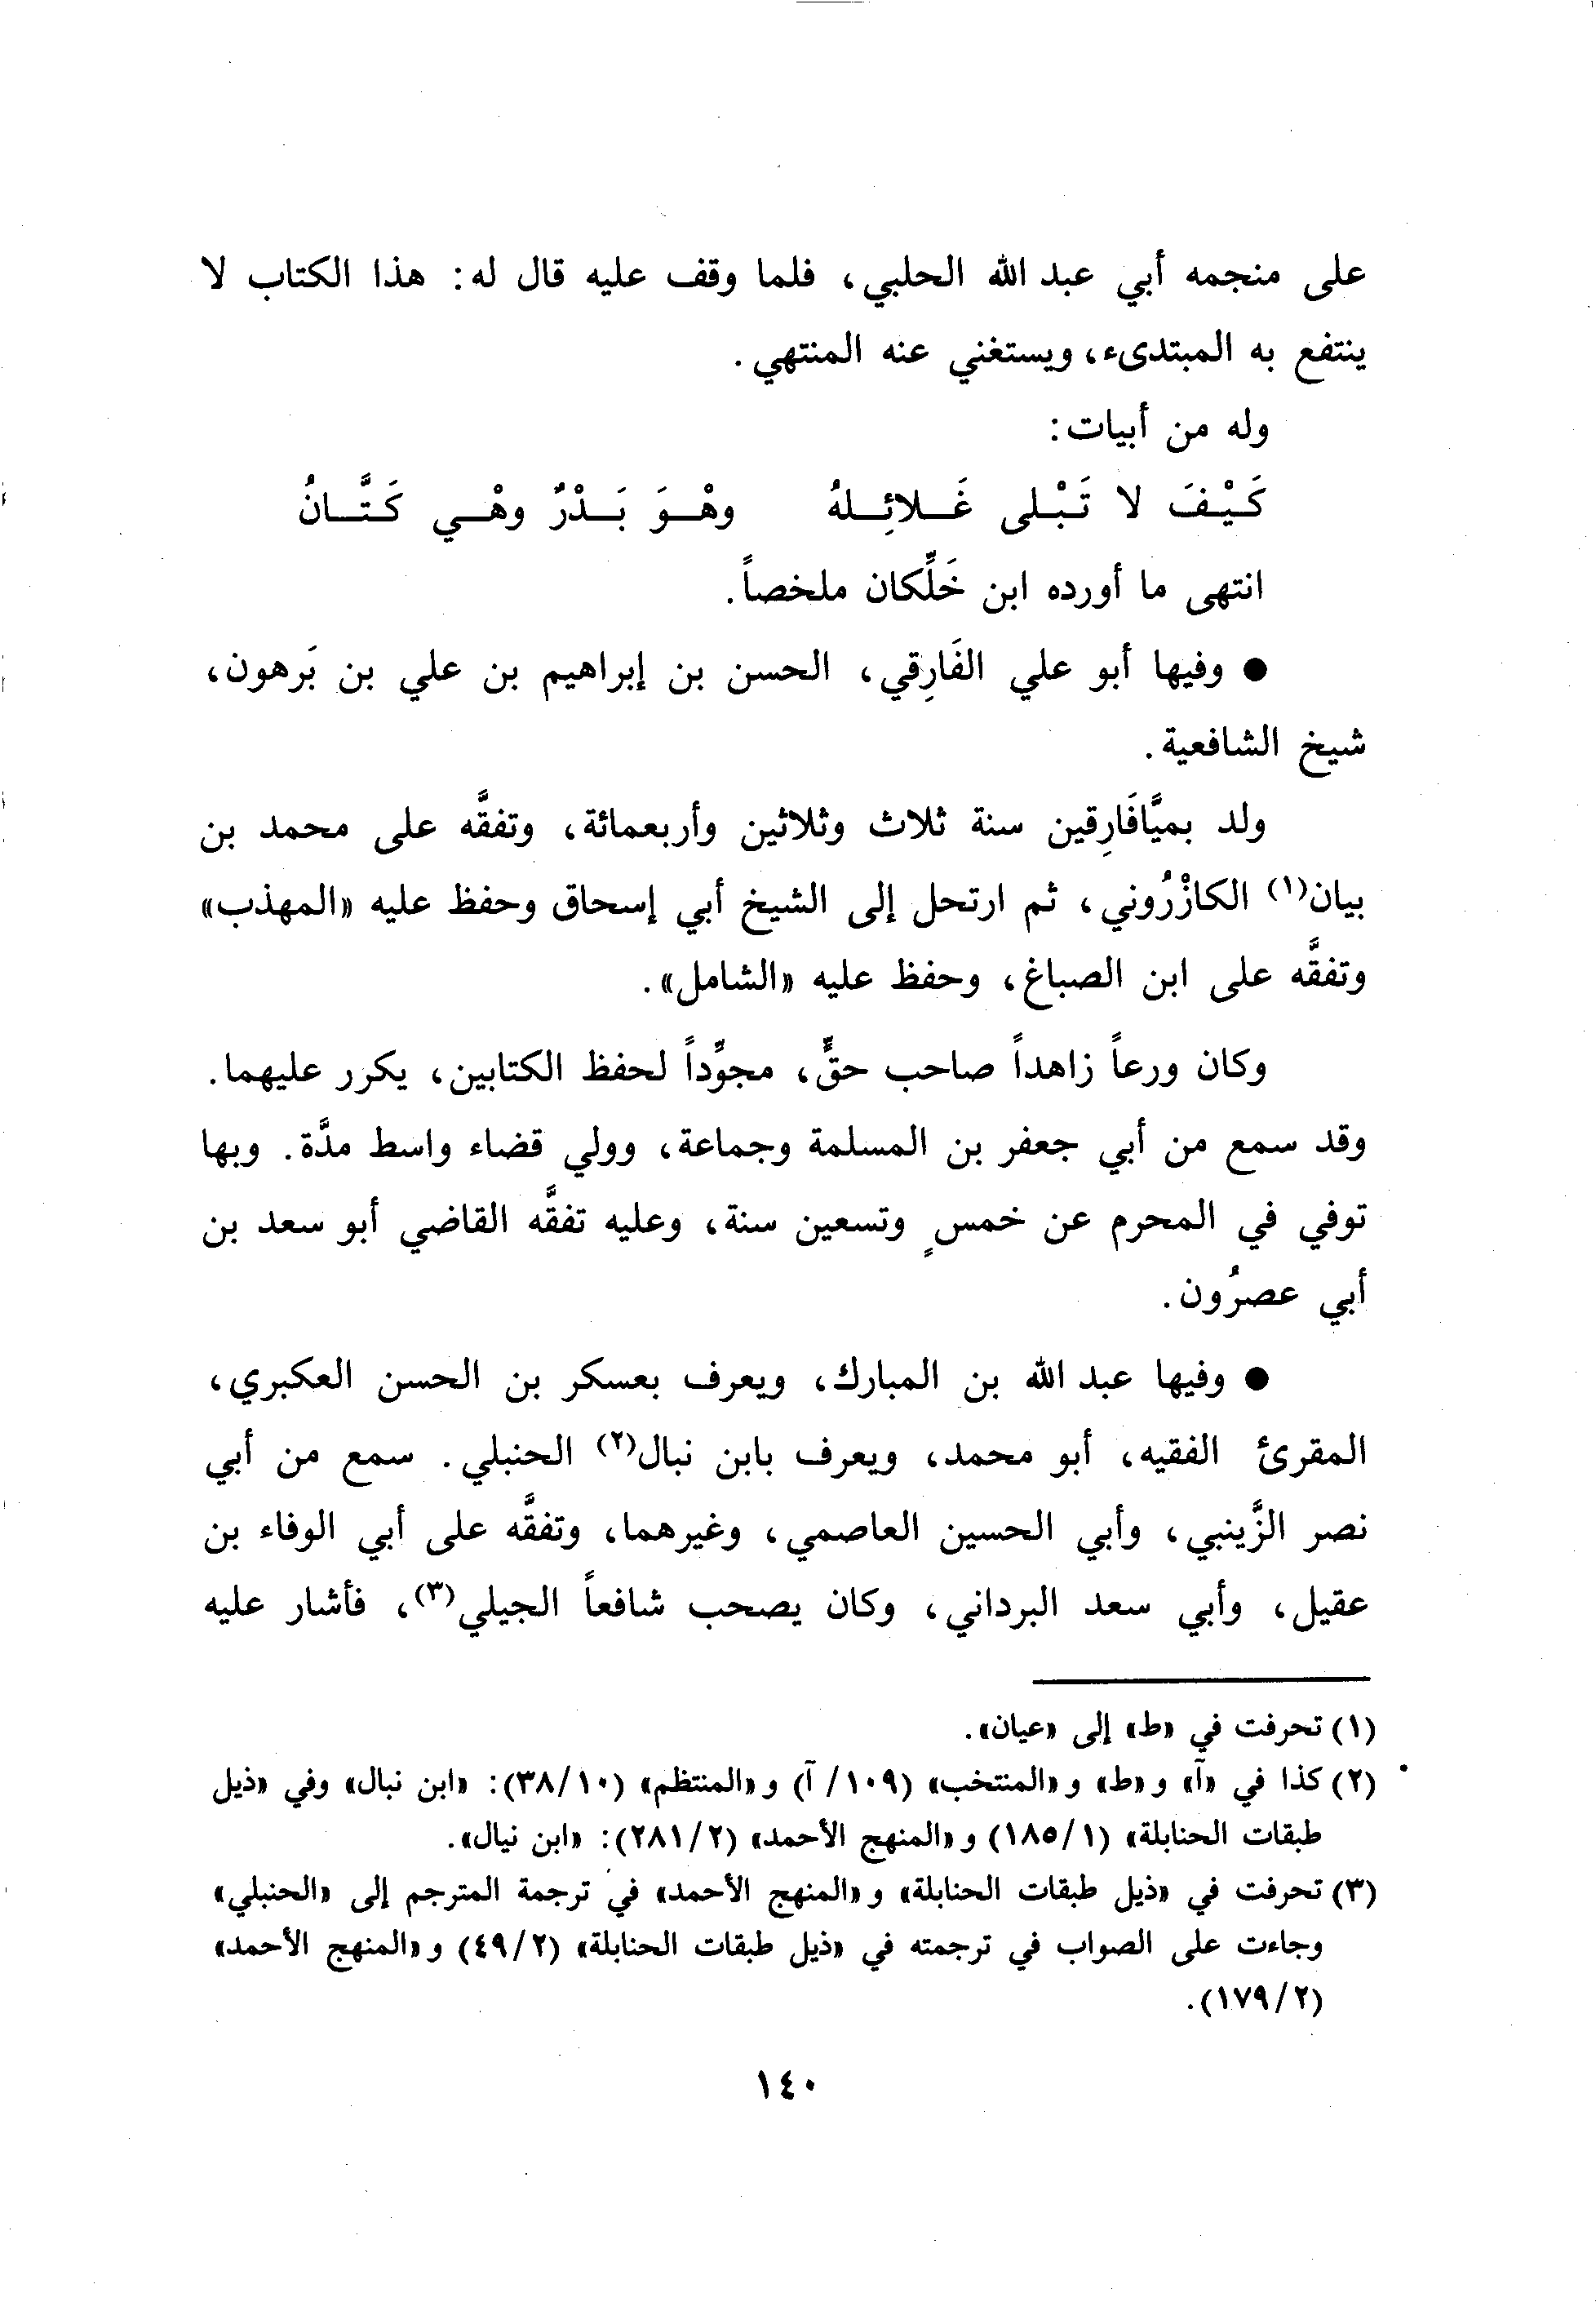 على منجمه أبي عبد الله الحلبي، فلما وقف عليه قال له: هذا الكتاب لا
ينتفع به المبتدىء، ويستغني عنه المنتهي.
وله من أبيات:
كَيْفَ لا تَبْلى غَلائِلهُ وهْوَ بَدْرٌ وهْي كَتَّانُ
انتهى ما أورده ابن خَلِّكان ملخصاً.
● وفيها أبو علي الفَارِقي، الحسن بن إبراهيم بن علي بن بَرهون،
شيخ الشافعية.
ولد بميَّافَارِقين سنة ثلاث وثلاثين وأربعمائة، وتفقَّه على محمد بن
بيان(١) الكازْرُوني، ثم ارتحل إلى الشيخ أبي إسحاق وحفظ عليه «المهذب»
وتفقَّه على ابن الصباغ، وحفظ عليه «الشامل».
وكان ورعاً زاهداً صاحب حقٍّ، مجوِّداً لحفظ الكتابين، يكرر عليهما.
وقد سمع من أبي جعفر بن المسلمة وجماعة، وولي قضاء واسط مدَّة. وبها
توفي في المحرم عن خمسٍ وتسعين سنة، وعليه تفقَّه القاضي أبو سعد بن
أبي عصرُون.
● وفيها عبد الله بن المبارك، ويعرف بعسكر بن الحسن العكبري،
المقرئ الفقيه، أبو محمد، ويعرف بابن نبال(٢) الحنبلي. سمع من أبي
نصر الزَّينبي، وأبي الحسين العاصمي، وغيرهما، وتفقَّه على أبي الوفاء بن
عقيل، وأبي سعد البرداني، وكان يصحب شافعاً الجيلي(٣)، فأشار عليه
(١) تحرفت في «ط» إلى «عيان».
(٢) كذا في «آ» و «ط» و «المنتخب» (١٠٩/ آ) و «المنتظم» (٣٨/١٠): «ابن نبال» وفي «ذيل
طبقات الحنابلة» (١٨٥/١) و «المنهج الأحمد» (٢٨١/٢): «ابن نيال».
(٣) تحرفت في «ذيل طبقات الحنابلة» و «المنهج الأحمد» في ترجمة المترجم إلى «الحنبلي»
وجاءت على الصواب في ترجمته في «ذيل طبقات الحنابلة» (٤٩/٢) و «المنهج الأحمد»
(١٧٩/٢).
١٤٠